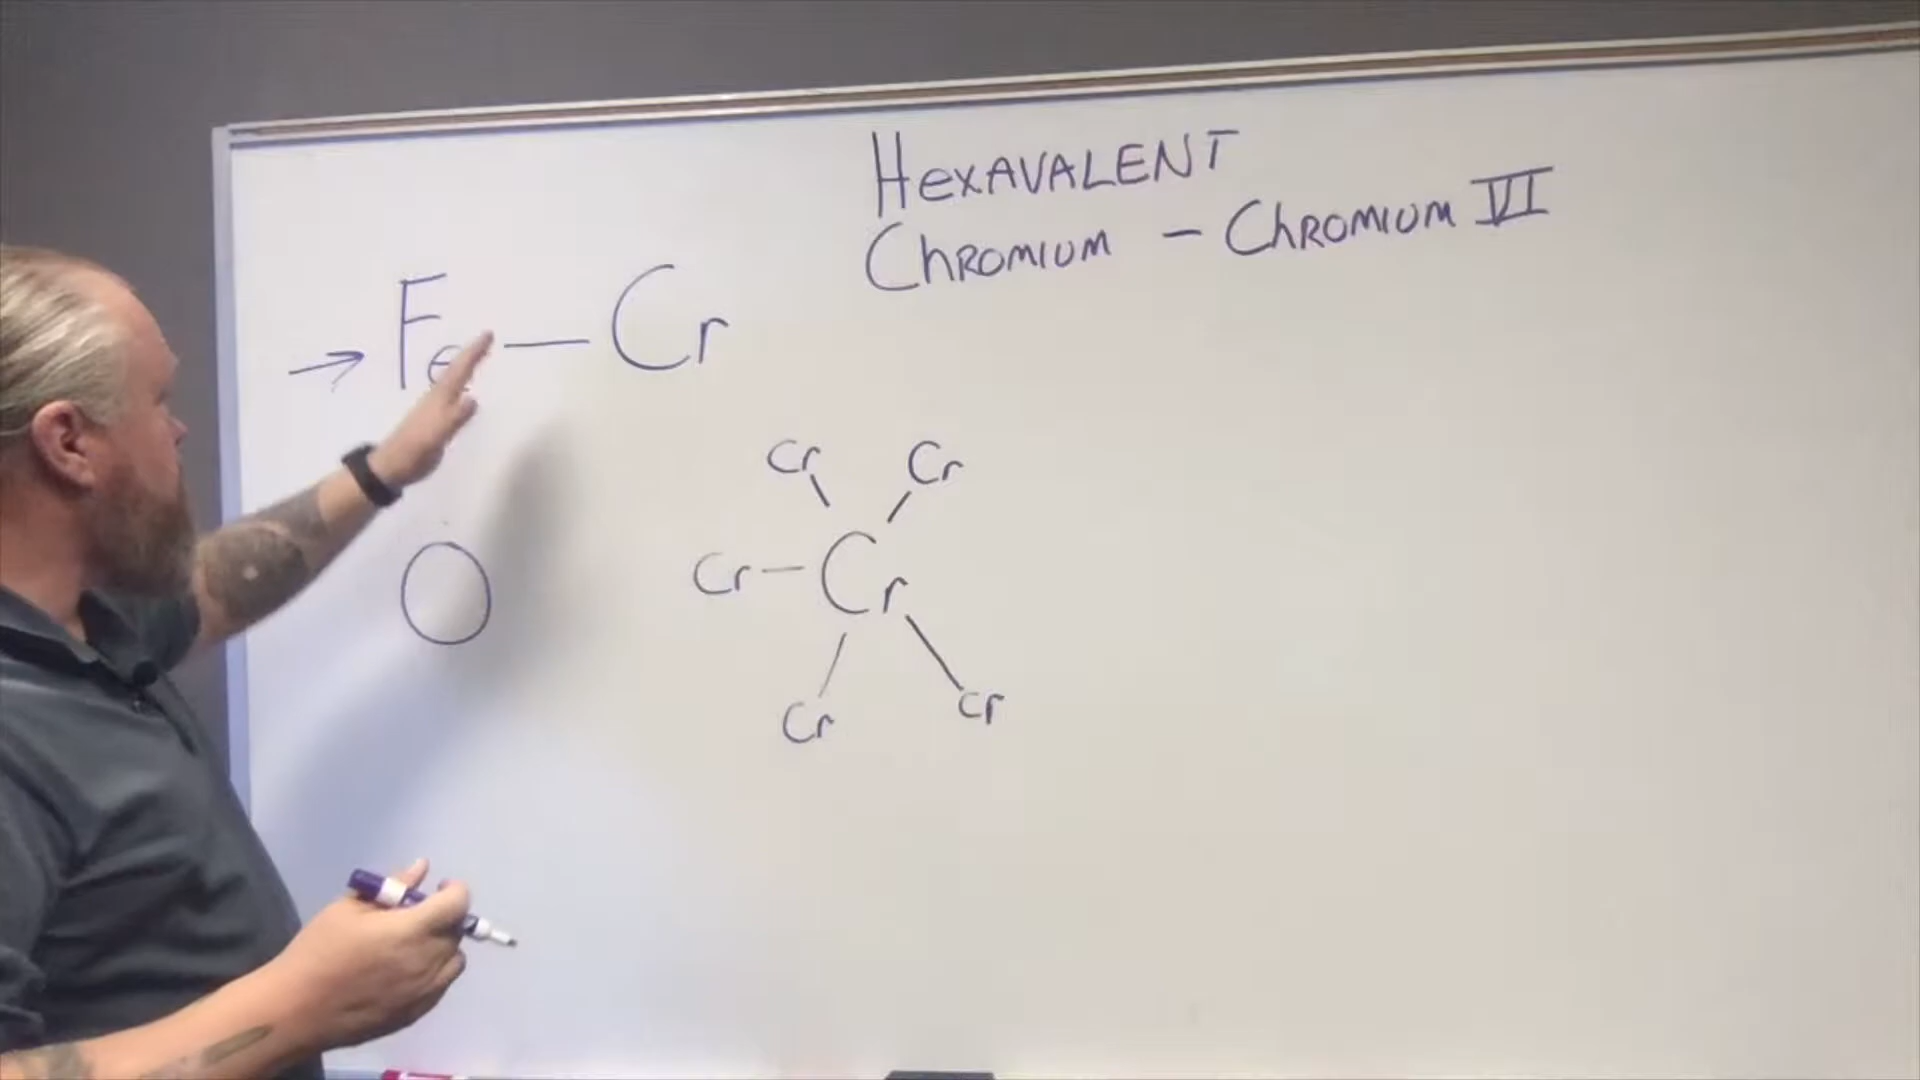 HEXAVALENT
CHROMIUM – CHROMIUM VI
→ Fe — Cr
Cr Cr
Cr – Cr
O
Cr Cr